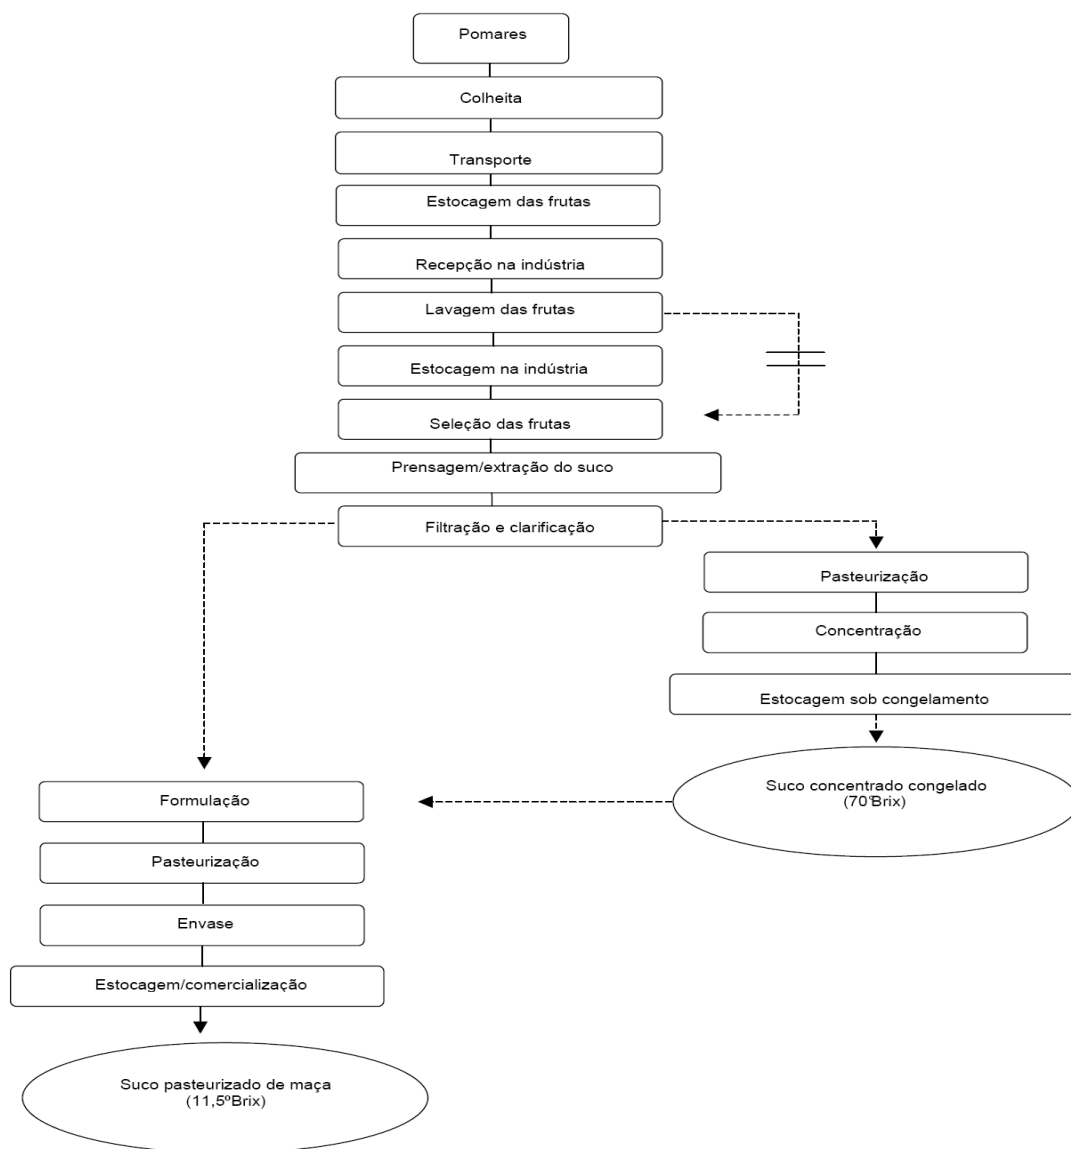 Pomares
Colheita
Transporte
Estocagem das frutas
Recepção na indústria
Lavagem das frutas
Estocagem na indústria
Seleção das frutas
Prensagem/extração do suco
Filtração e clarificação
Pasteurização
Concentração
Estocagem sob congelamento
Suco concentrado congelado
(70°Brix)
Formulação
Pasteurização
Envase
Estocagem/comercialização
Suco pasteurizado de maça
(11,5ºBrix)